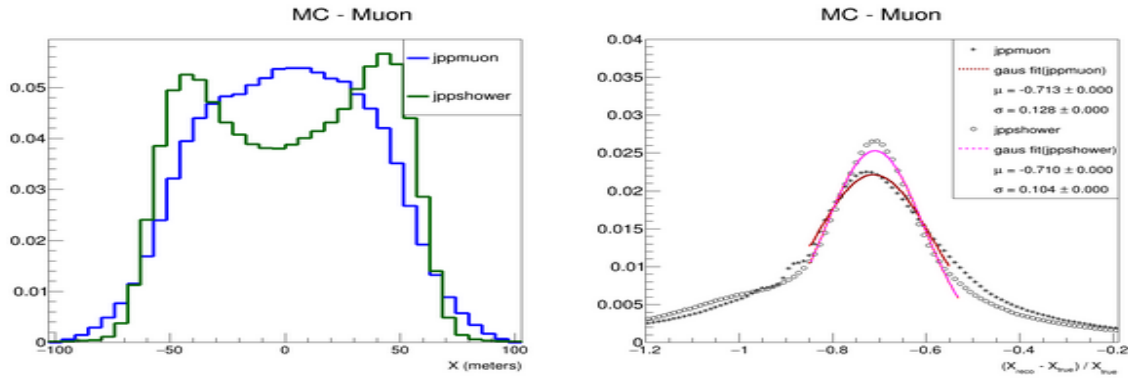 MC - Muon
jppmuon
jppshower
0.05
0.04
0.03
0.02
0.01
0
−100
−50
0
50
100
X (meters)
MC - Muon
jppmuon
gaus fit(jppmuon)
μ = -0.713 ± 0.000
σ = 0.128 ± 0.000
jppshower
gaus fit(jppshower)
μ = -0.710 ± 0.000
σ = 0.104 ± 0.000
0.04
0.035
0.03
0.025
0.02
0.015
0.01
0.005
0
−1.2
−1
−0.8
−0.6
−0.4
−0.2
(X_reco - X_true) / X_true